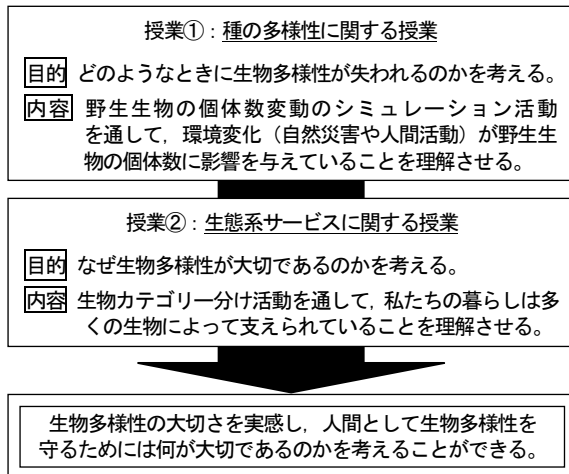 授業①：種の多様性に関する授業
目的 どのようなときに生物多様性が失われるのかを考える。
内容 野生生物の個体数変動のシミュレーション活動
を通して，環境変化（自然災害や人間活動）が野生生
物の個体数に影響を与えていることを理解させる。
授業②：生態系サービスに関する授業
目的 なぜ生物多様性が大切であるのかを考える。
内容 生物カテゴリー分け活動を通して，私たちの暮らしは多
くの生物によって支えられていることを理解させる。
生物多様性の大切さを実感し，人間として生物多様性を
守るためには何が大切であるのかを考えることができる。